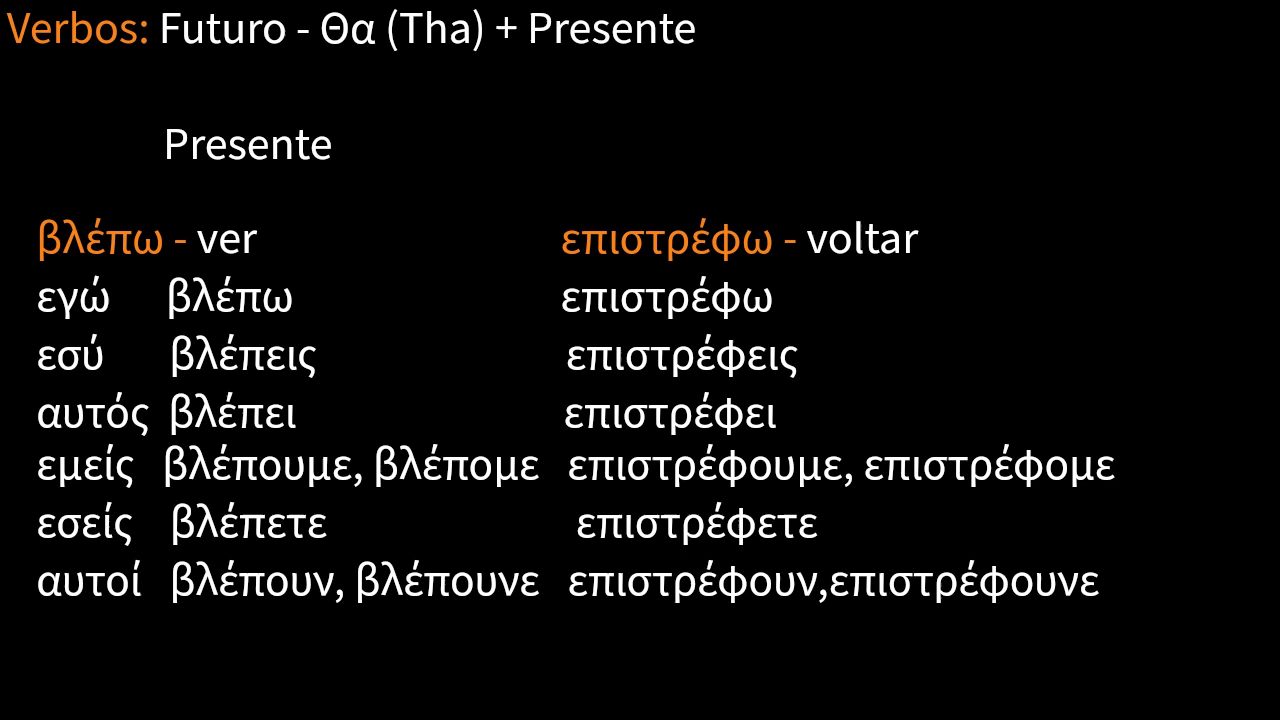 Verbos: Futuro - Θα (Tha) + Presente
Presente
βλέπω - ver επιστρέφω - voltar
εγώ βλέπω επιστρέφω
εσύ βλέπεις επιστρέφεις
αυτός βλέπει επιστρέφει
εμείς βλέπουμε, βλέπομε επιστρέφουμε, επιστρέφομε
εσείς βλέπετε επιστρέφετε
αυτοί βλέπουν, βλέπουνε επιστρέφουν,επιστρέφουνε